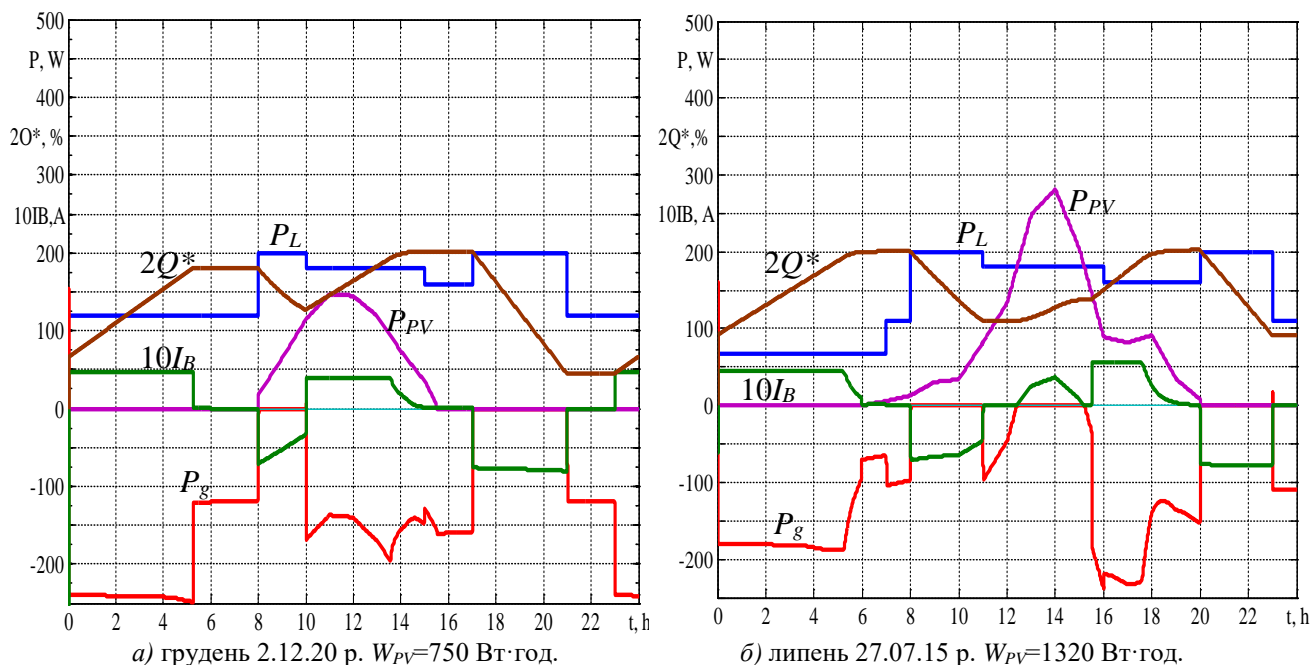 500
P, W
400
2Q*, %
300
10IB,A
200
100
0
-100
-200
P_L
2Q*
P_PV
10I_B
P_g
0 2 4 6 8 10 12 14 16 18 20 22 t, h
а) грудень 2.12.20 р. W_PV=750 Вт·год.
500
P, W
400
2Q*,%
300
10IB, A
200
100
0
-100
-200
P_PV
P_L
2Q*
10I_B
P_g
0 2 4 6 8 10 12 14 16 18 20 22 t, h
б) липень 27.07.15 р. W_PV=1320 Вт·год.